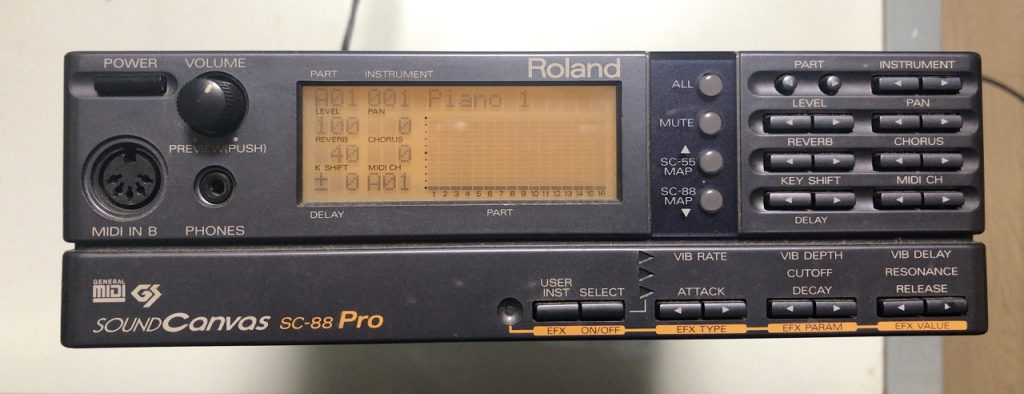 POWER VOLUME
PREVIEW(PUSH)
MIDI IN B PHONES
PART INSTRUMENT Roland
A01 001 Piano 1
LEVEL PAN
100 0
REVERB CHORUS
40 0
K SHIFT MIDI CH
± 0 A01
1 2 3 4 5 6 7 8 9 10 11 12 13 14 15 16
DELAY PART
ALL
MUTE
SC-55
MAP
SC-88
MAP
PART INSTRUMENT
LEVEL PAN
REVERB CHORUS
KEY SHIFT MIDI CH
DELAY
GENERAL
MIDI GS
SOUND Canvas SC-88 Pro
USER
INST SELECT
EFX ON/OFF
VIB RATE VIB DEPTH VIB DELAY
CUTOFF RESONANCE
ATTACK DECAY RELEASE
EFX TYPE EFX PARAM EFX VALUE